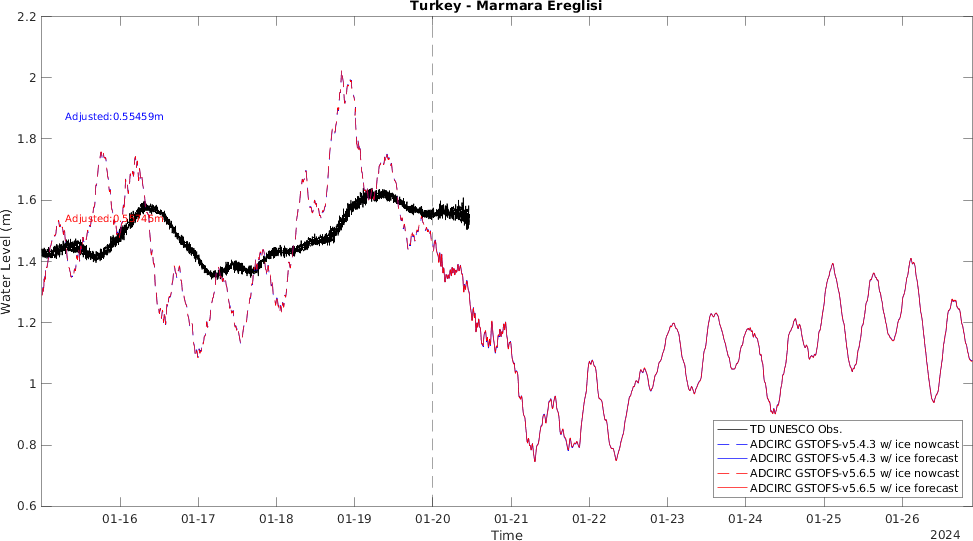 Turkey - Marmara Ereglisi
2.2
2
1.8
1.6
1.4
1.2
1
0.8
0.6
Water Level (m)
Adjusted:0.55459m
01-16
01-17
01-18
01-19
01-20
01-21
01-22
01-23
01-24
01-25
01-26
Time
2024
TD UNESCO Obs.
ADCIRC GSTOFS-v5.4.3 w/ ice nowcast
ADCIRC GSTOFS-v5.4.3 w/ ice forecast
ADCIRC GSTOFS-v5.6.5 w/ ice nowcast
ADCIRC GSTOFS-v5.6.5 w/ ice forecast